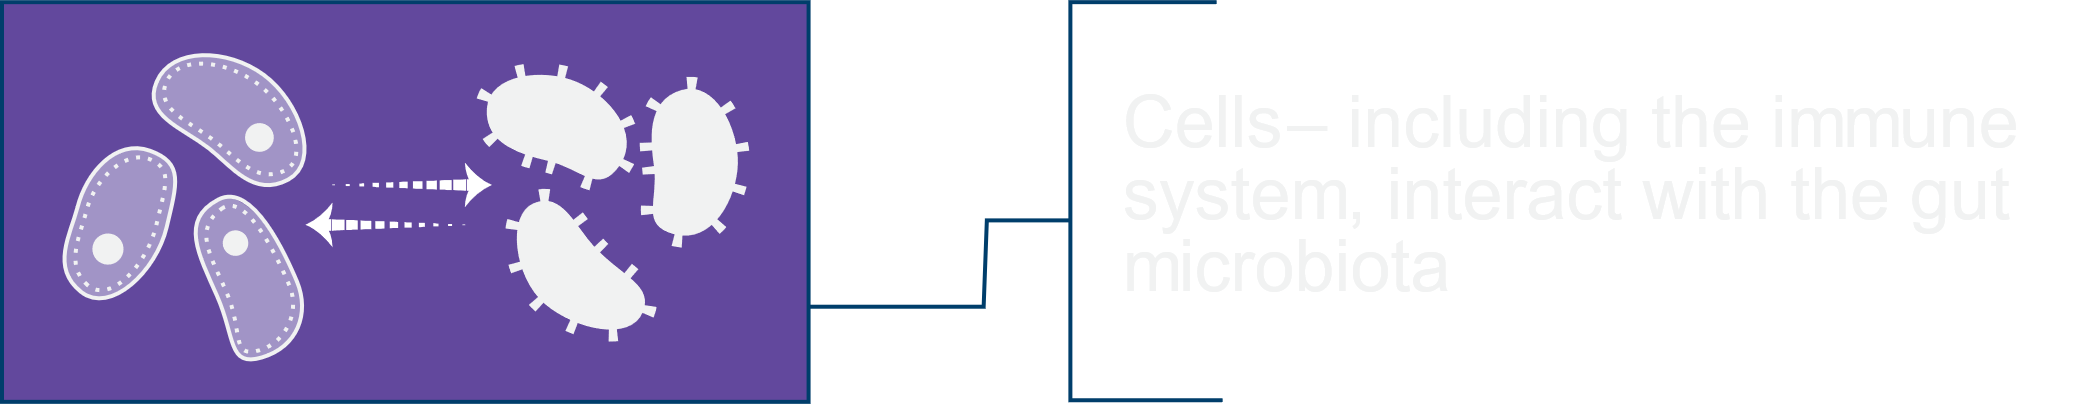 Cells— including the immune
system, interact with the gut
microbiota